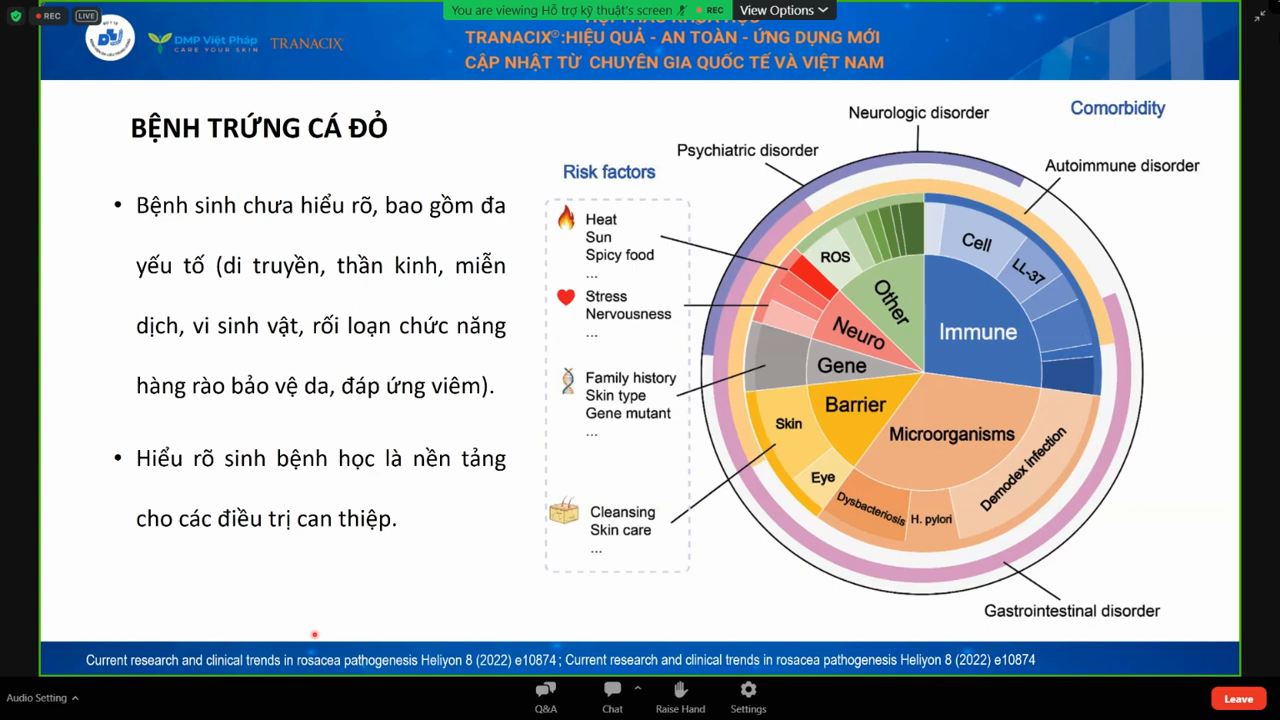 REC
LIVE
You are viewing Hỗ trợ kỹ thuật's screen
REC
View Options
DMP Việt Pháp
CARE YOUR SKIN
TRANACIX
TRANACIX®:HIỆU QUẢ - AN TOÀN - ỨNG DỤNG MỚI
CẬP NHẬT TỪ CHUYÊN GIA QUỐC TẾ VÀ VIỆT NAM
BỆNH TRỨNG CÁ ĐỎ
• Bệnh sinh chưa hiểu rõ, bao gồm đa
yếu tố (di truyền, thần kinh, miễn
dịch, vi sinh vật, rối loạn chức năng
hàng rào bảo vệ da, đáp ứng viêm).
• Hiểu rõ sinh bệnh học là nền tảng
cho các điều trị can thiệp.
Risk factors
Heat
Sun
Spicy food
...
Stress
Nervousness
...
Family history
Skin type
Gene mutant
...
Cleansing
Skin care
...
Comorbidity
Neurologic disorder
Psychiatric disorder
Autoimmune disorder
Cell
LL-37
ROS
Other
Immune
Neuro
Gene
Barrier
Skin
Eye
Microorganisms
Dysbacteriosis
H. pylori
Demodex infection
Gastrointestinal disorder
Current research and clinical trends in rosacea pathogenesis Heliyon 8 (2022) e10874 ; Current research and clinical trends in rosacea pathogenesis Heliyon 8 (2022) e10874
Audio Setting
Q&A
Chat
Raise Hand
Settings
Leave